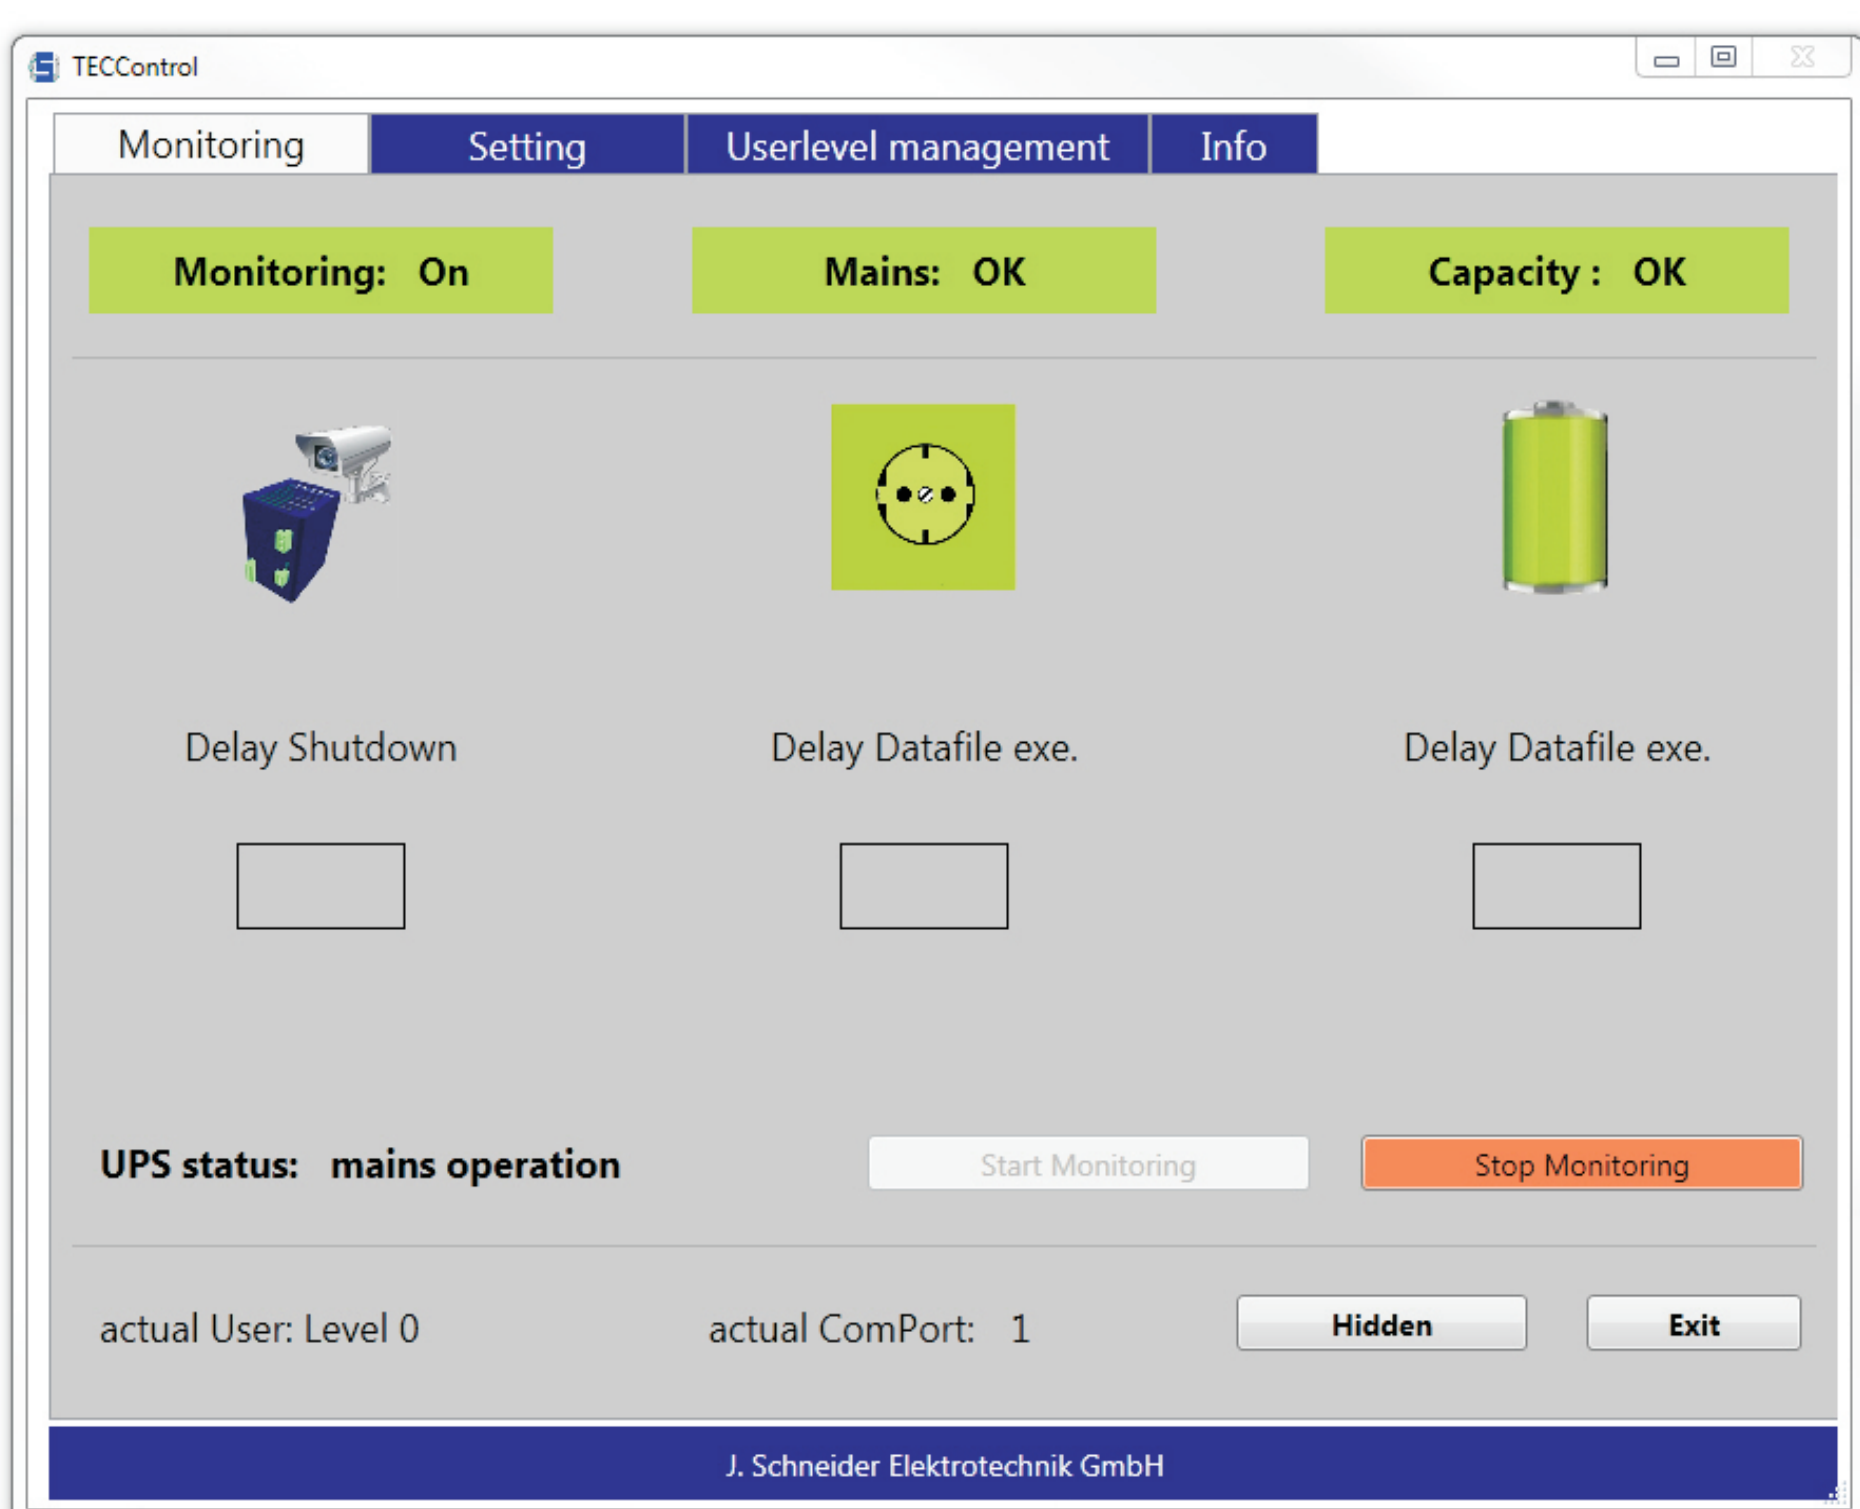 TECControl
Monitoring Setting Userlevel management Info
Monitoring: On Mains: OK Capacity : OK
Delay Shutdown Delay Datafile exe. Delay Datafile exe.
UPS status: mains operation Start Monitoring Stop Monitoring
actual User: Level 0 actual ComPort: 1 Hidden Exit
J. Schneider Elektrotechnik GmbH